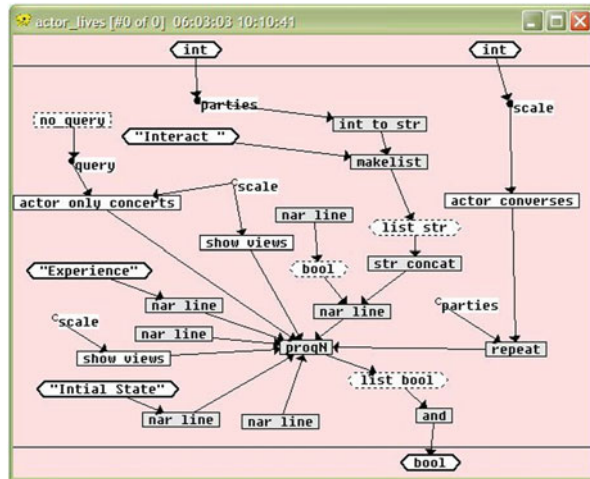 actor_lives [#0 of 0] 06:03:03 10:10:41
int
int
parties
scale
no_query
int to str
"Interact "
makelist
query
scale
actor only concerts
actor converses
nar line
list str
show views
bool
str concat
"Experience"
nar line
nar line
parties
scale
nar line
progN
repeat
show views
list bool
"Intial State"
and
nar line
nar line
bool